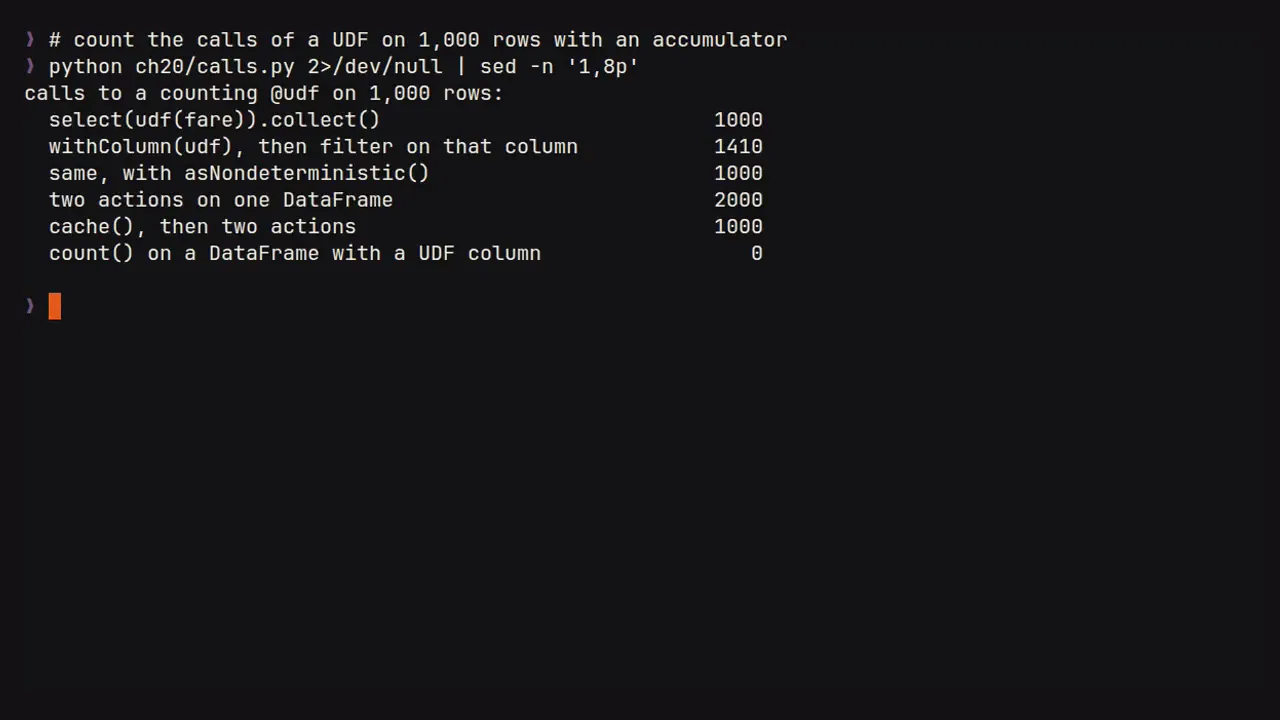 ❯ # count the calls of a UDF on 1,000 rows with an accumulator
❯ python ch20/calls.py 2>/dev/null | sed -n '1,8p'
calls to a counting @udf on 1,000 rows:
  select(udf(fare)).collect()                           1000
  withColumn(udf), then filter on that column           1410
  same, with asNondeterministic()                       1000
  two actions on one DataFrame                          2000
  cache(), then two actions                             1000
  count() on a DataFrame with a UDF column                 0
❯